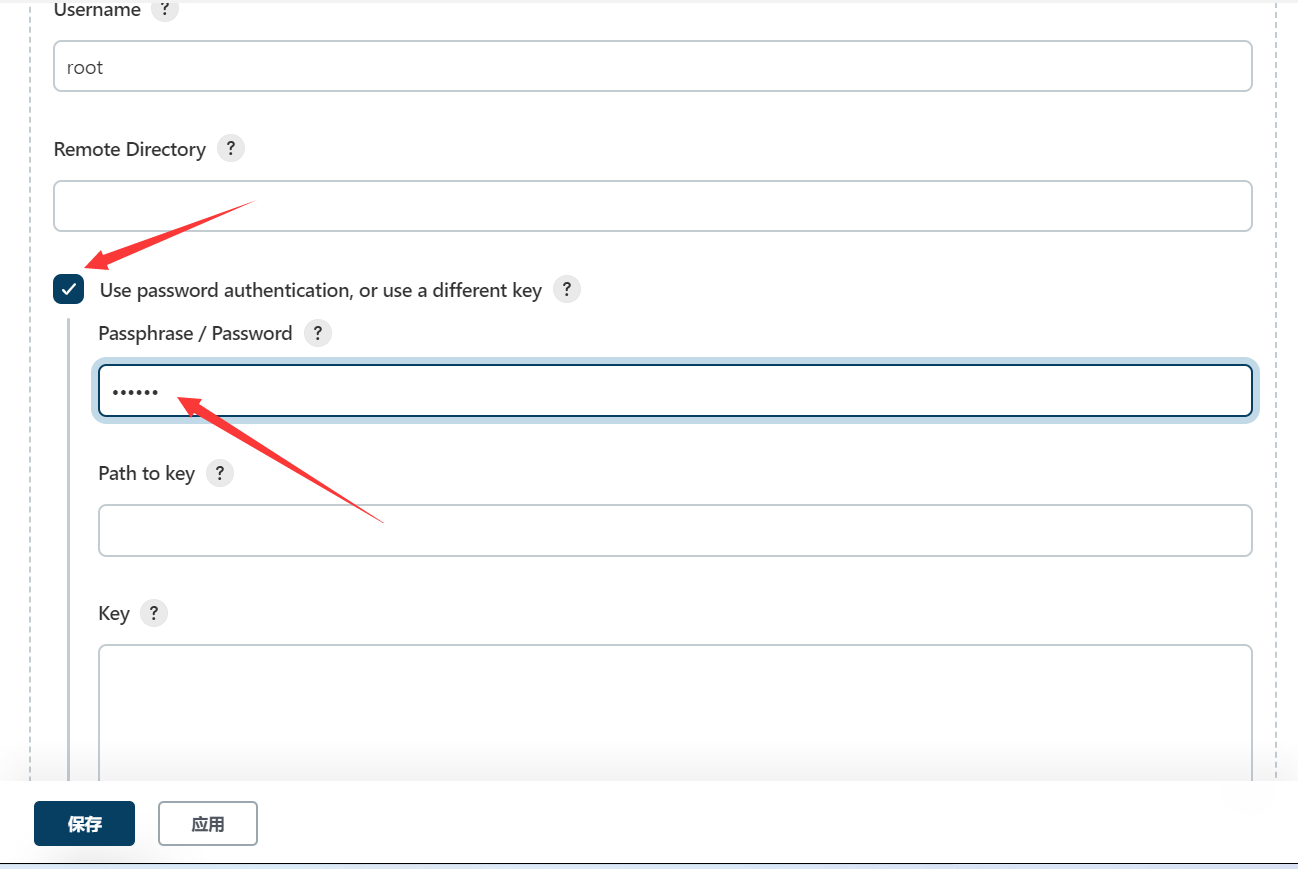 Username ?
root
Remote Directory ?
Use password authentication, or use a different key ?
Passphrase / Password ?
••••••
Path to key ?
Key ?
保存 应用